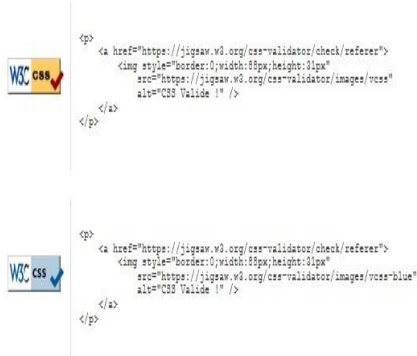 <p>
<a href="https://jigsaw.w3.org/css-validator/check/referer">
<img style="border:0;width:88px;height:31px"
src="https://jigsaw.w3.org/css-validator/images/vcss"
alt="CSS Valide !" />
</a>
</p>
W3C css
<p>
<a href="https://jigsaw.w3.org/css-validator/check/referer">
<img style="border:0;width:88px;height:31px"
src="https://jigsaw.w3.org/css-validator/images/vcss-blue"
alt="CSS Valide !" />
</a>
</p>
W3C css